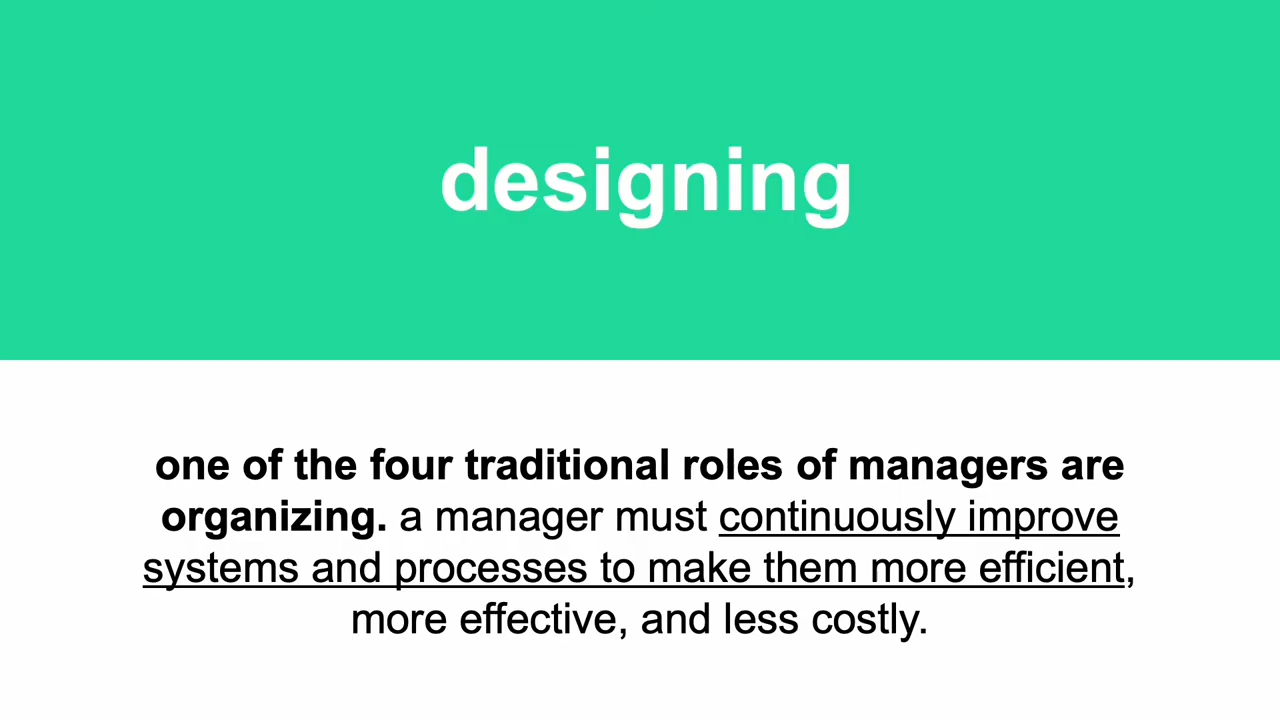 designing
one of the four traditional roles of managers are
organizing. a manager must continuously improve
systems and processes to make them more efficient,
more effective, and less costly.